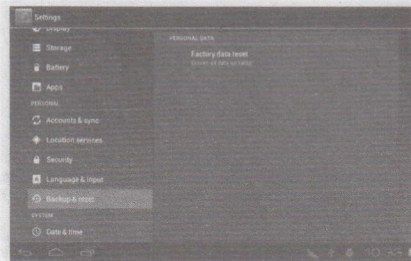 Settings
Display
Storage
Battery
Apps
PERSONAL
Accounts & sync
Location services
Security
Language & input
Backup & reset
SYSTEM
Date & time
PERSONAL DATA
Factory data reset